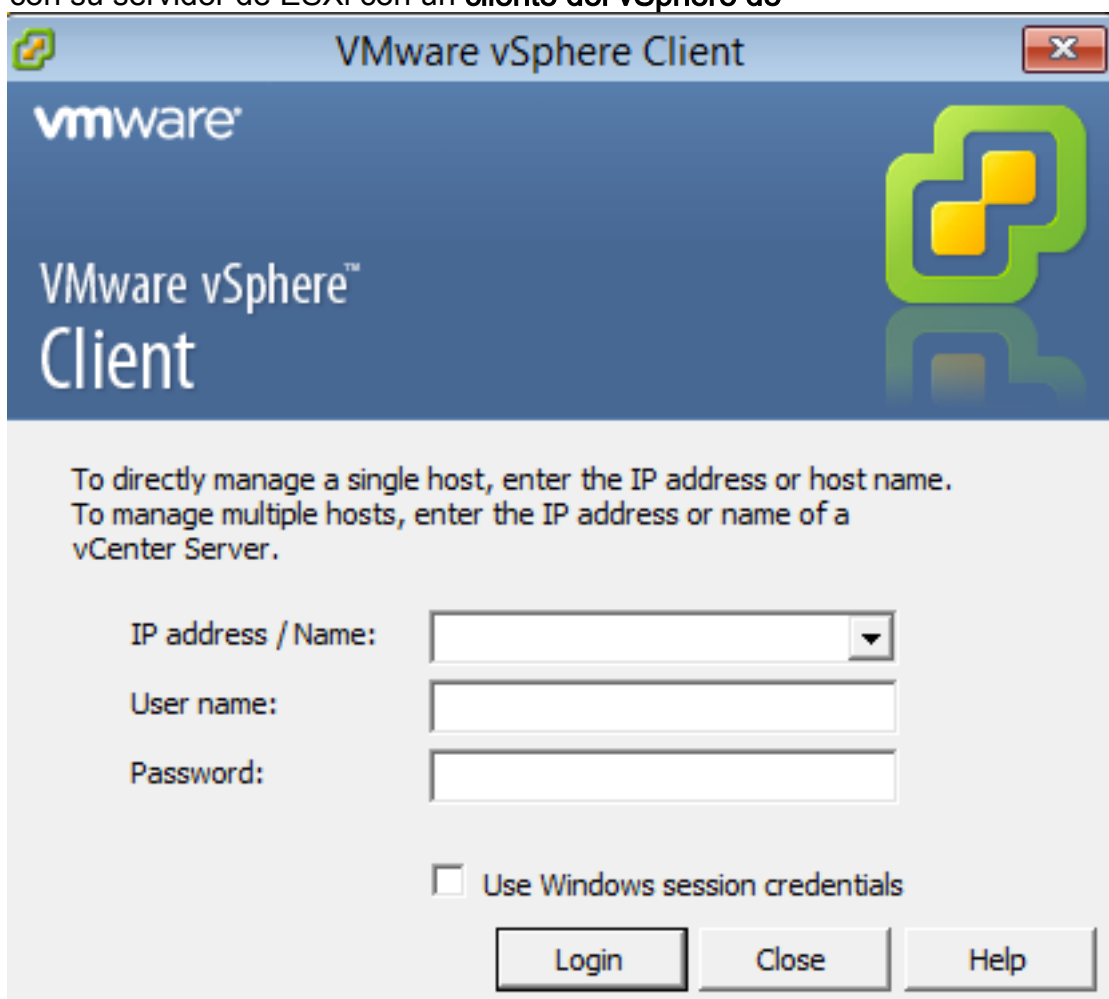 con su servidor de ESXi con un cliente del vSphere de
VMware vSphere Client
vmware
VMware vSphere™
Client
To directly manage a single host, enter the IP address or host name.
To manage multiple hosts, enter the IP address or name of a
vCenter Server.
IP address / Name:
User name:
Password:
Use Windows session credentials
Login Close Help